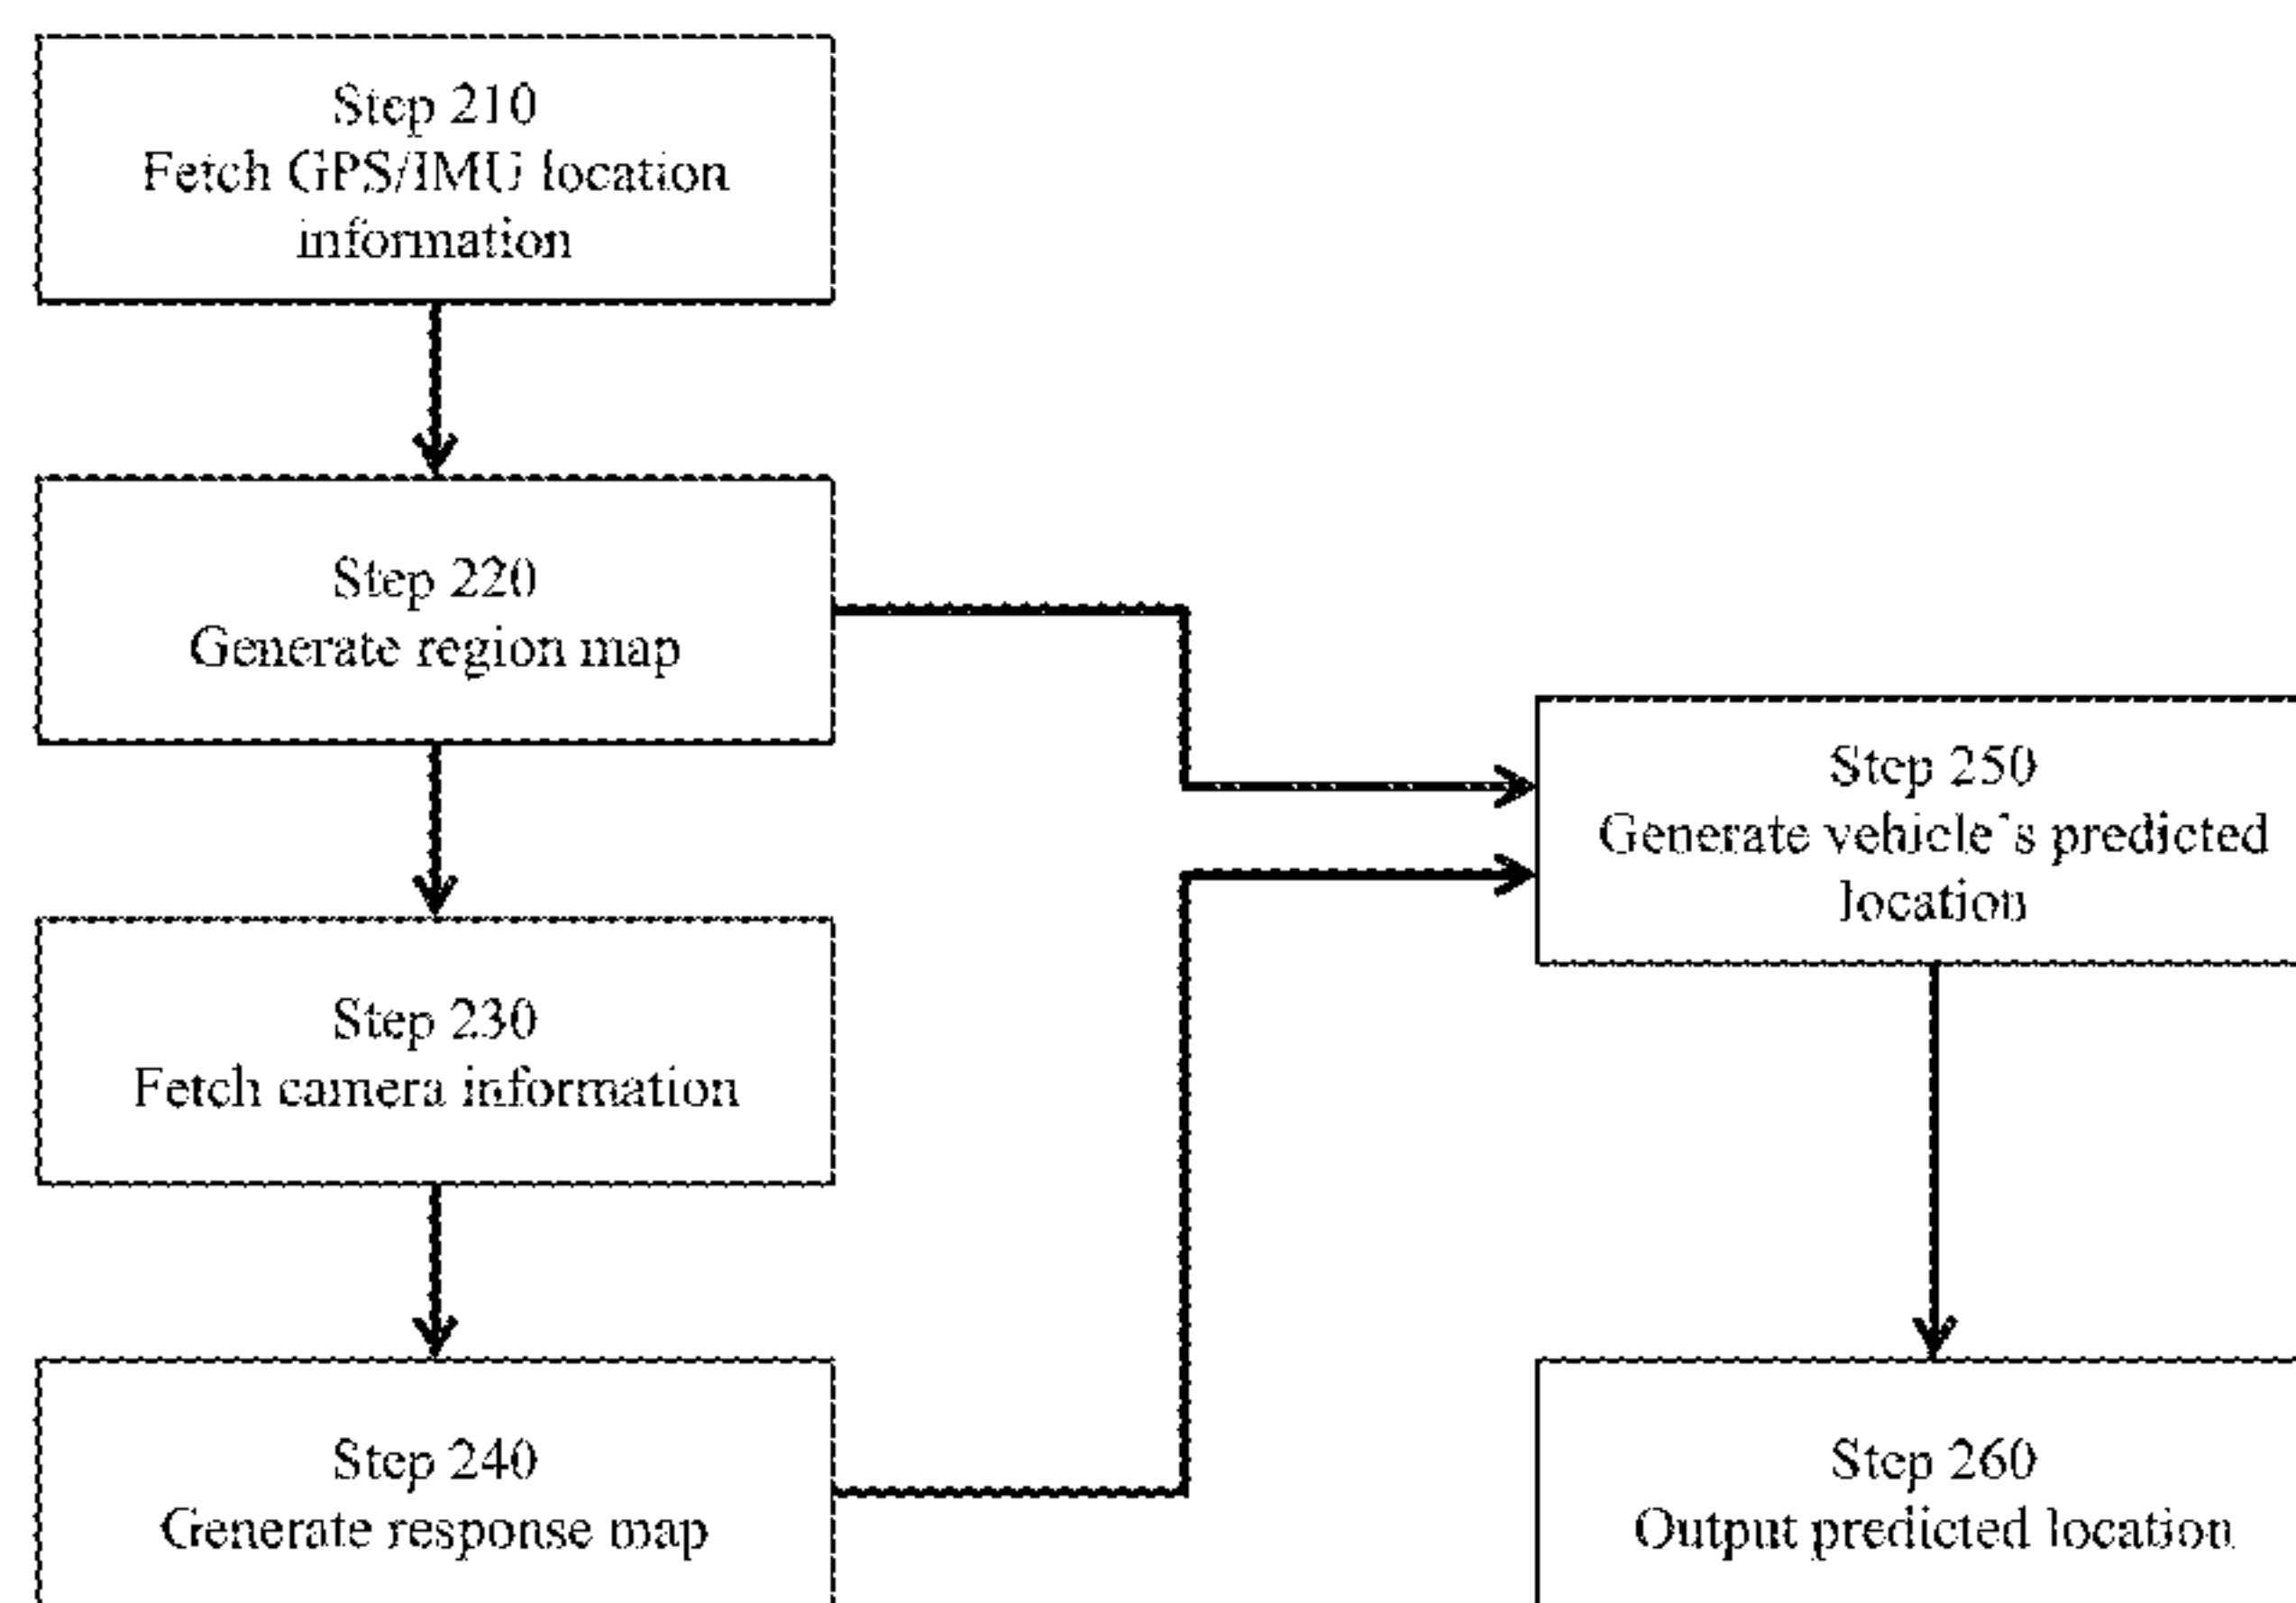 Step 210
Fetch GPS/IMU location
information
Step 220
Generate region map
Step 230
Fetch camera information
Step 240
Generate response map
Step 250
Generate vehicle`s predicted
location
Step 260
Output predicted location